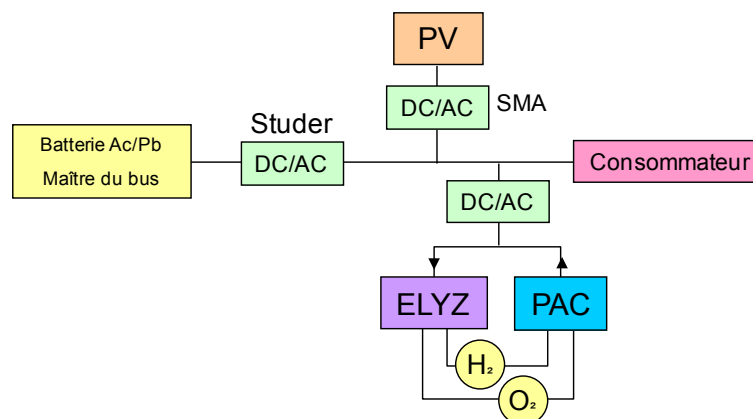 PV
DC/AC
SMA
Studer
Batterie Ac/Pb
Maître du bus
DC/AC
Consommateur
DC/AC
ELYZ
PAC
H₂
O₂